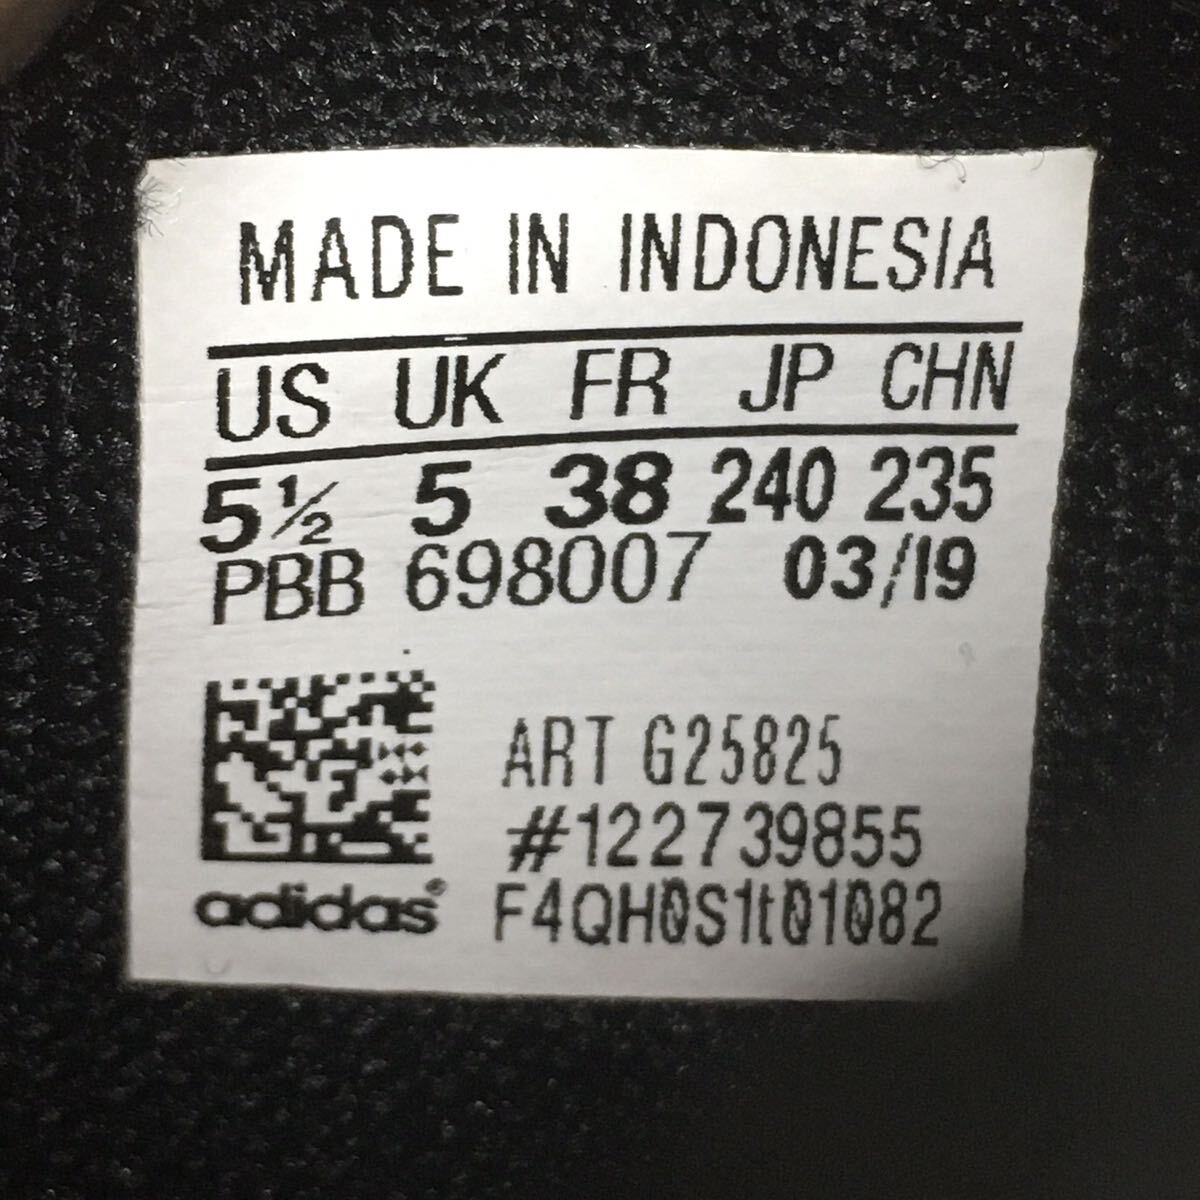 MADE IN INDONESIA
US UK FR JP CHN
5½ 5 38 240 235
PBB 698007 03/19
ART G25825
#122739855
adidas® F4QH0S1t01082